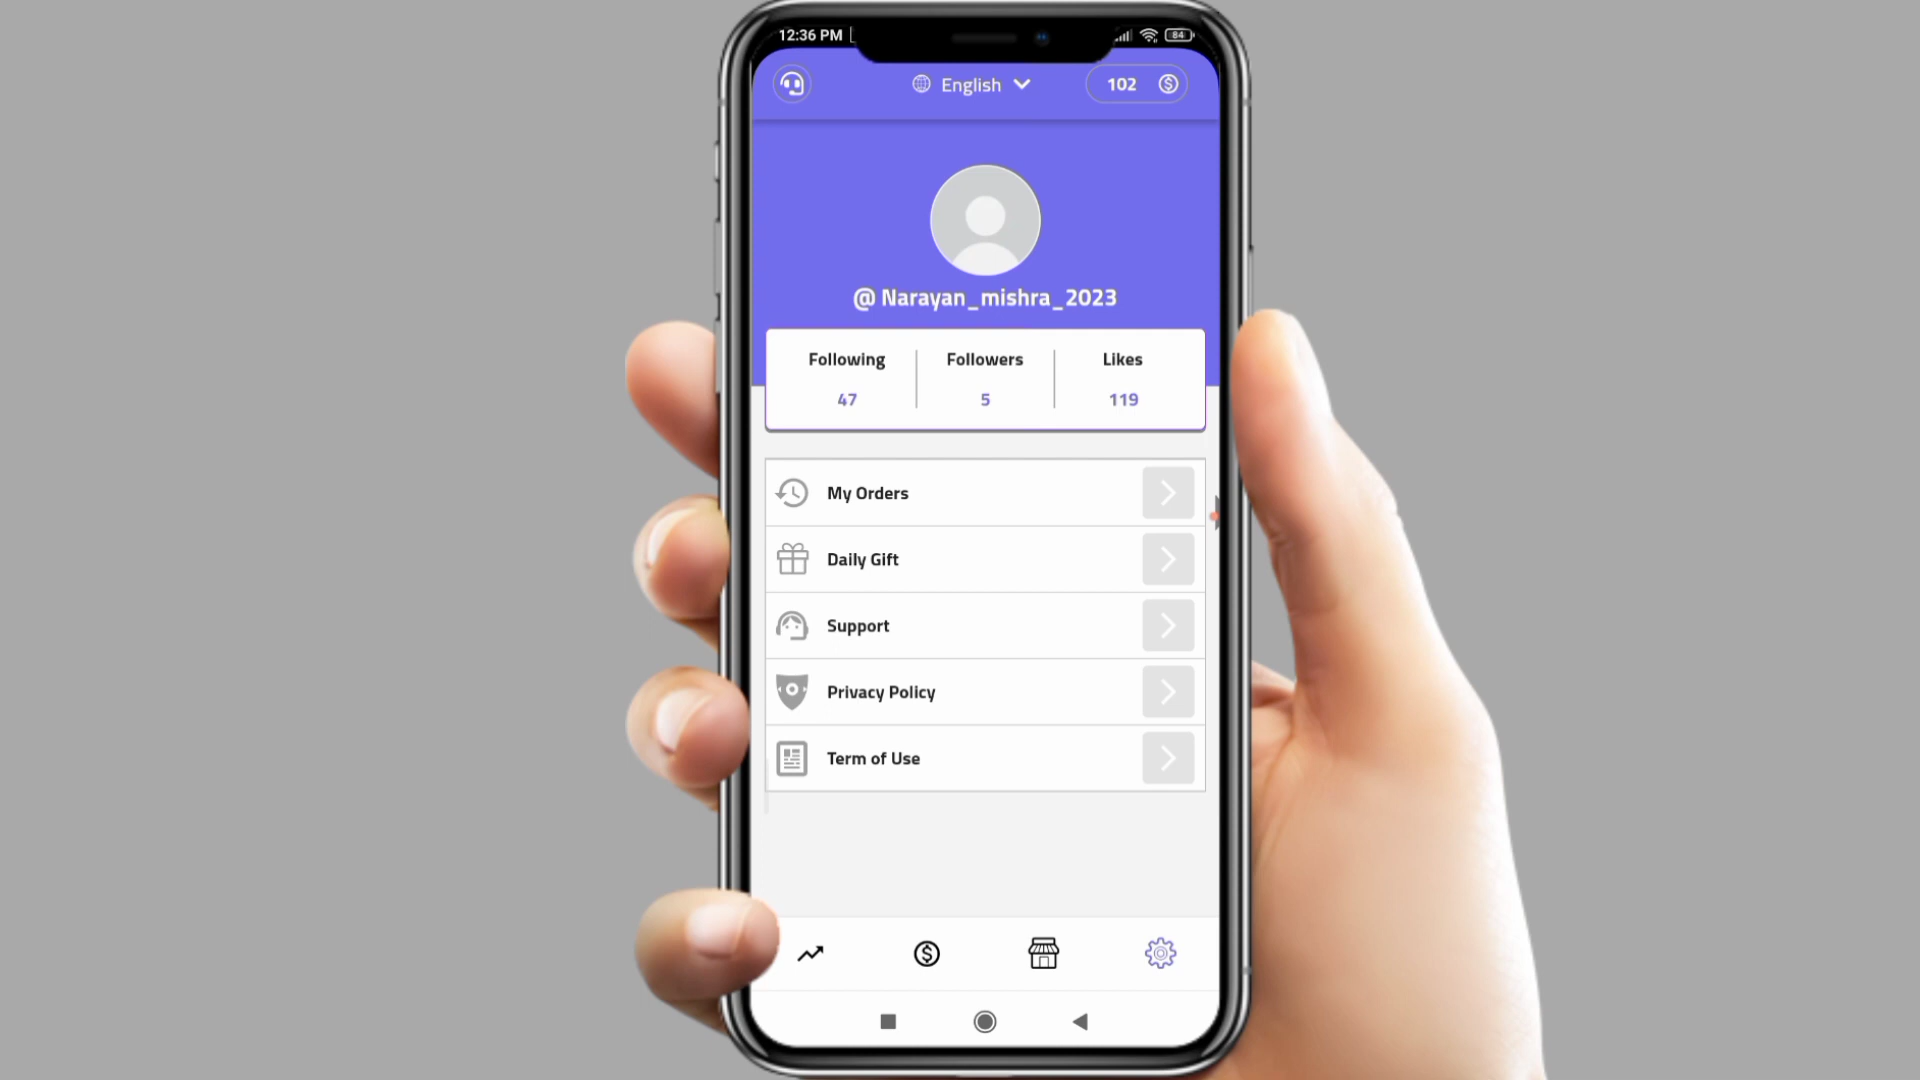 12:36 PM
84
English
102
@ Narayan_mishra_2023
Following
Followers
Likes
47
5
119
My Orders
Daily Gift
Support
Privacy Policy
Term of Use